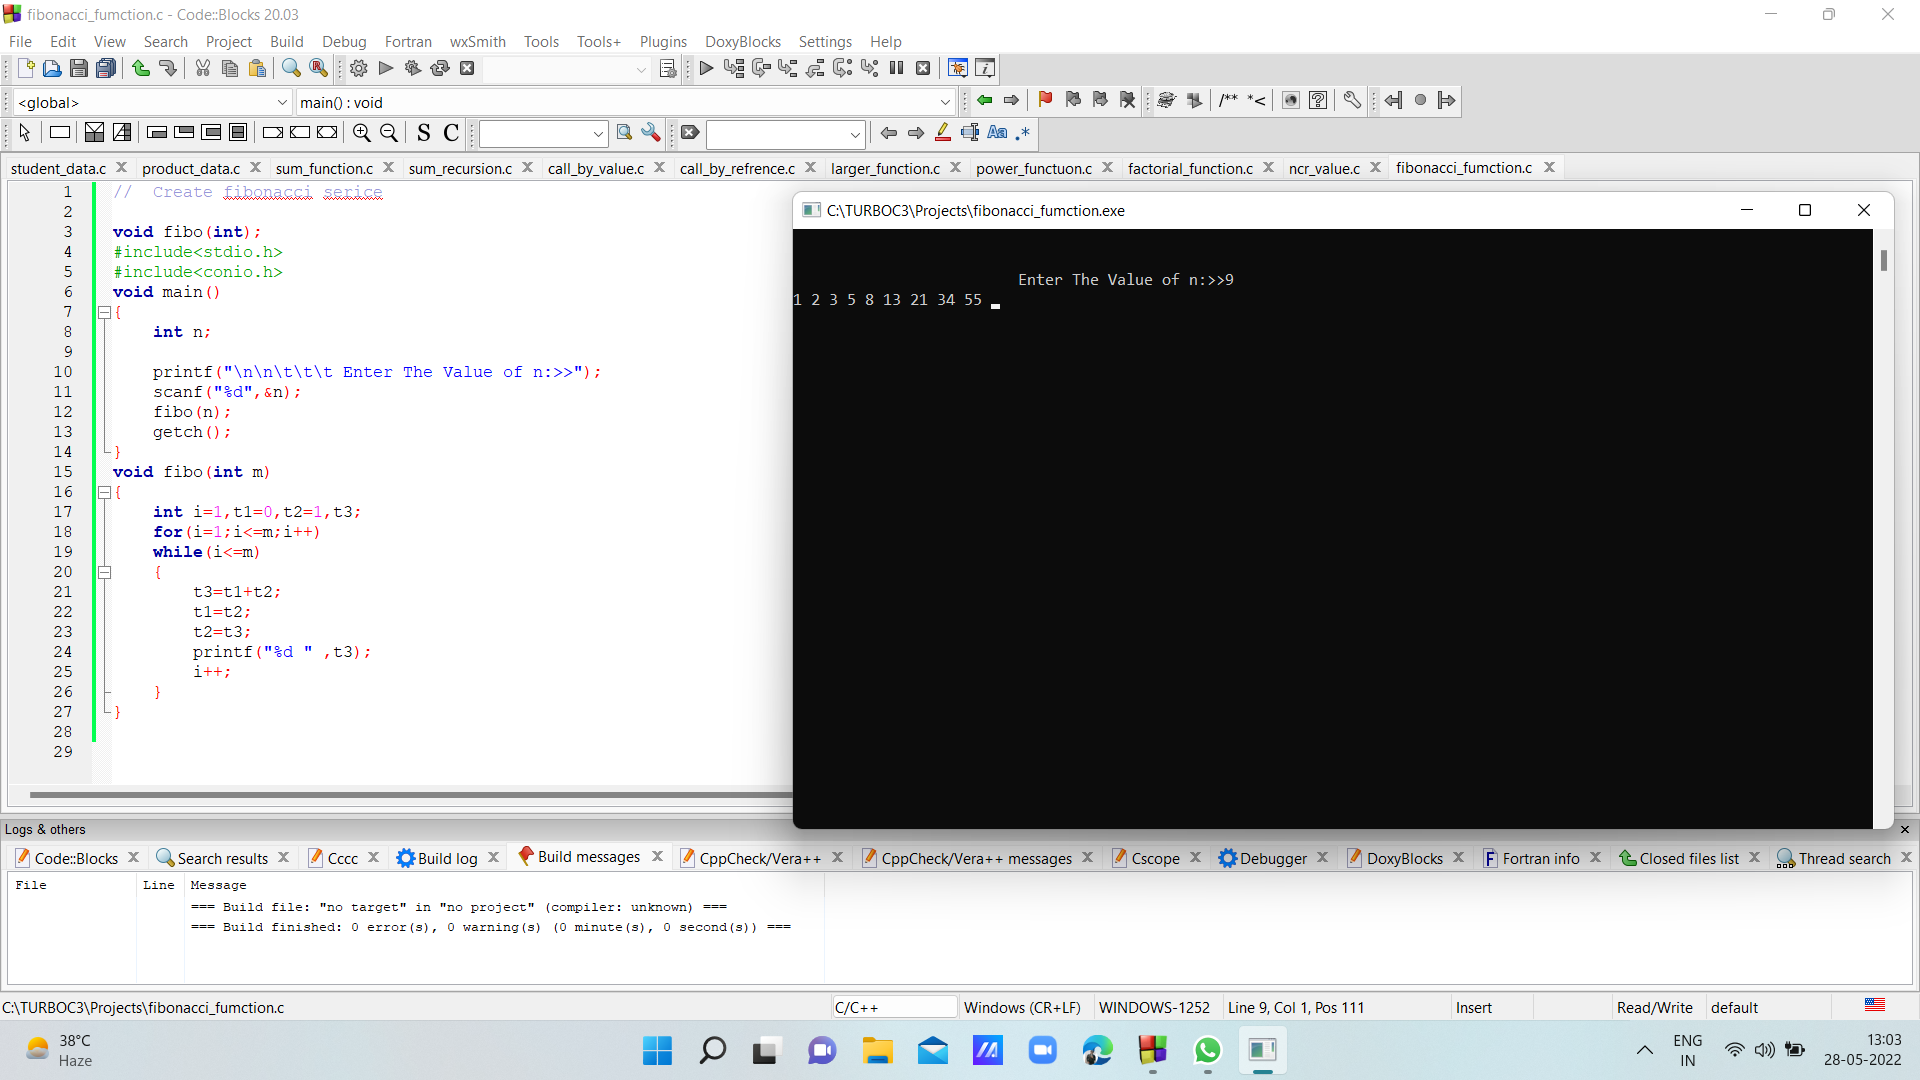 fibonacci_fumction.c - Code::Blocks 20.03
File Edit View Search Project Build Debug Fortran wxSmith Tools Tools+ Plugins DoxyBlocks Settings Help
<global> main() : void
/** *<
S C Aa .*
student_data.c product_data.c sum_function.c sum_recursion.c call_by_value.c call_by_refrence.c larger_function.c power_functuon.c factorial_function.c ncr_value.c fibonacci_fumction.c
1 // Create fibonacci serice
2
3 void fibo(int);
4 #include<stdio.h>
5 #include<conio.h>
6 void main()
7 {
8 int n;
9
10 printf("\n\n\t\t\t Enter The Value of n:>>");
11 scanf("%d",&n);
12 fibo(n);
13 getch();
14 }
15 void fibo(int m)
16 {
17 int i=1,t1=0,t2=1,t3;
18 for(i=1;i<=m;i++)
19 while(i<=m)
20 {
21 t3=t1+t2;
22 t1=t2;
23 t2=t3;
24 printf("%d " ,t3);
25 i++;
26 }
27 }
28
29
C:\TURBOC3\Projects\fibonacci_fumction.exe
Enter The Value of n:>>9
1 2 3 5 8 13 21 34 55
Logs & others
Code::Blocks Search results Cccc Build log Build messages CppCheck/Vera++ CppCheck/Vera++ messages Cscope Debugger DoxyBlocks Fortran info Closed files list Thread search
File Line Message
=== Build file: "no target" in "no project" (compiler: unknown) ===
=== Build finished: 0 error(s), 0 warning(s) (0 minute(s), 0 second(s)) ===
C:\TURBOC3\Projects\fibonacci_fumction.c C/C++ Windows (CR+LF) WINDOWS-1252 Line 9, Col 1, Pos 111 Insert Read/Write default
38°C
Haze
ENG
IN
13:03
28-05-2022